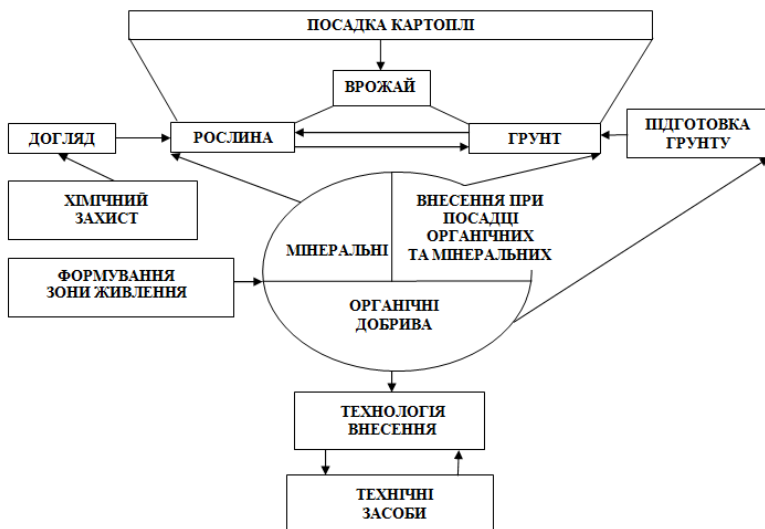 ПОСАДКА КАРТОПЛІ
ВРОЖАЙ
ДОГЛЯД
РОСЛИНА
ГРУНТ
ПІДГОТОВКА
ГРУНТУ
ХІМІЧНИЙ
ЗАХИСТ
МІНЕРАЛЬНІ
ВНЕСЕННЯ ПРИ
ПОСАДЦІ
ОРГАНІЧНИХ
ТА МІНЕРАЛЬНИХ
ФОРМУВАННЯ
ЗОНИ ЖИВЛЕННЯ
ОРГАНІЧНІ
ДОБРИВА
ТЕХНОЛОГІЯ
ВНЕСЕННЯ
ТЕХНІЧНІ
ЗАСОБИ